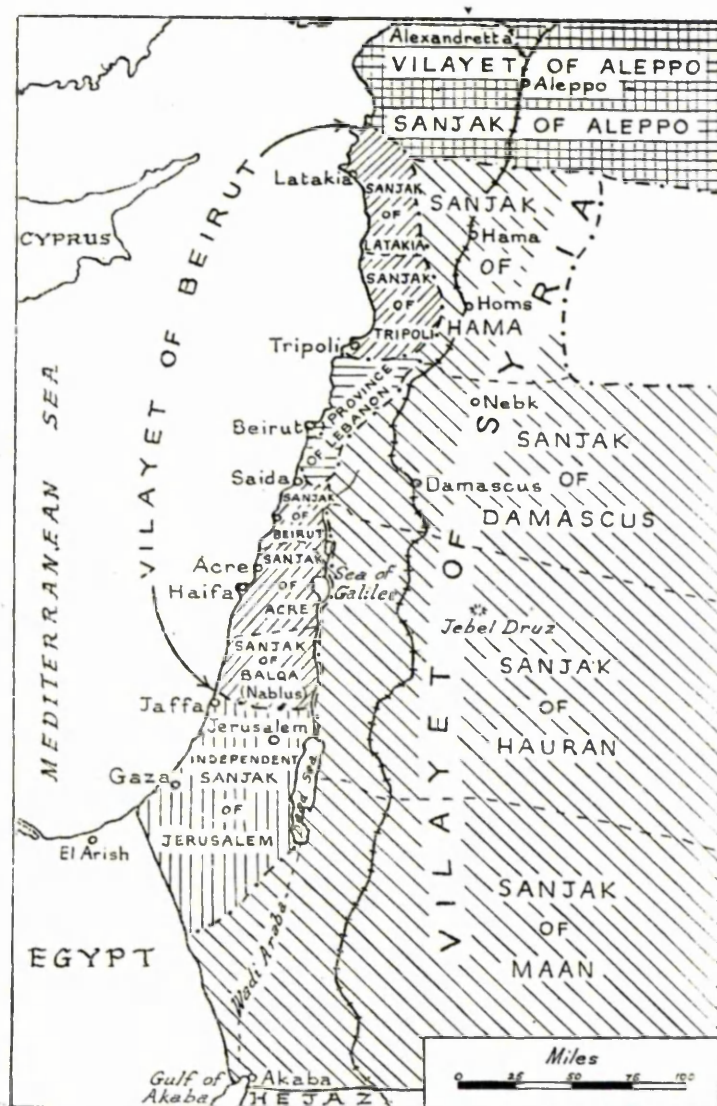 Alexandretta
VILAYET OF ALEPPO
Aleppo
SANJAK OF ALEPPO
VILAYET OF BEIRUT
Latakia
SANJAK
OF
LATAKIA
SANJAK
OF
HAMA
Hama
Homs
CYPRUS
SANJAK
OF
TRIPOLI
Tripoli
VILAYET OF SYRIA
PROVINCE
OF LEBANON
Nebk
Beirut
SANJAK
OF
DAMASCUS
Saida
Damascus
SANJAK
OF
BEIRUT
MEDITERRANEAN SEA
Acre
Haifa
SANJAK
OF
ACRE
Sea of
Galilee
Jebel Druz
SANJAK
OF
BALQA
(Nablus)
SANJAK
OF
HAURAN
Jaffa
Jerusalem
INDEPENDENT
SANJAK
OF
JERUSALEM
Gaza
Dead Sea
El Arish
SANJAK
OF
MAAN
EGYPT
Wadi Araba
Gulf of
Akaba
Akaba
HEJAZ
Miles
0 25 50 75 100